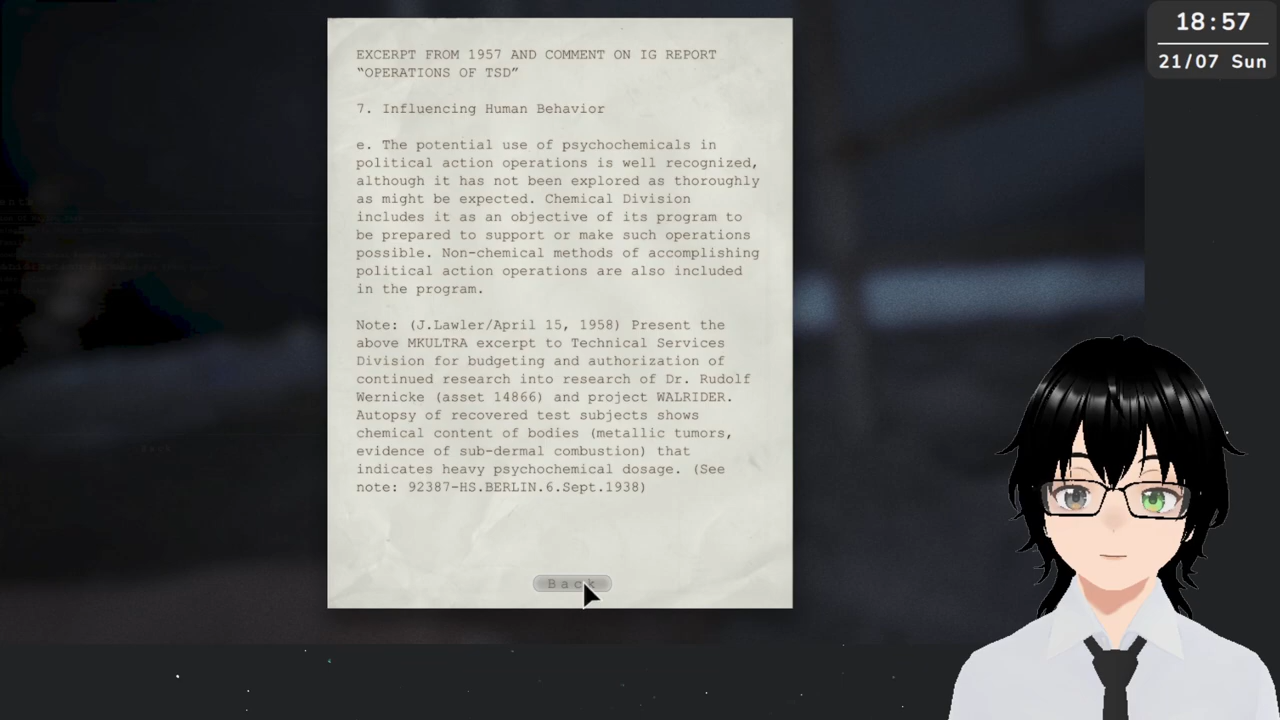 EXCERPT FROM 1957 AND COMMENT ON IG REPORT
“OPERATIONS OF TSD”
7. Influencing Human Behavior
e. The potential use of psychochemicals in
political action operations is well recognized,
although it has not been explored as thoroughly
as might be expected. Chemical Division
includes it as an objective of its program to
be prepared to support or make such operations
possible. Non-chemical methods of accomplishing
political action operations are also included
in the program.
Note: (J.Lawler/April 15, 1958) Present the
above MKULTRA excerpt to Technical Services
Division for budgeting and authorization of
continued research into research of Dr. Rudolf
Wernicke (asset 14866) and project WALRIDER.
Autopsy of recovered test subjects shows
chemical content of bodies (metallic tumors,
evidence of sub-dermal combustion) that
indicates heavy psychochemical dosage. (See
note: 92387-HS.BERLIN.6.Sept.1938)
Back
18:57
21/07 Sun